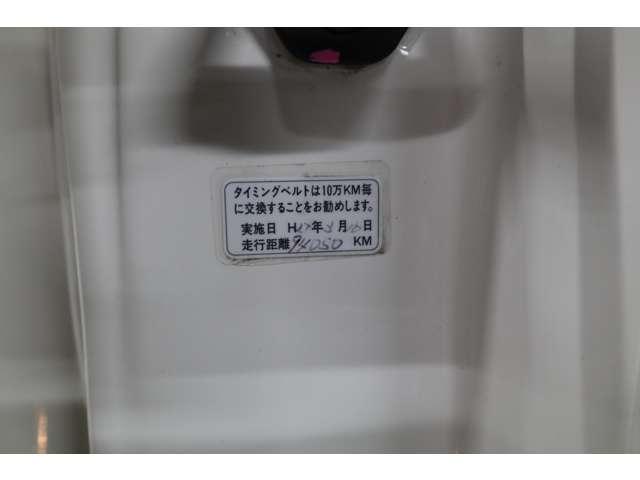 タイミングベルトは10万KM毎
に交換することをお勧めします。
実施日 H 年 月 日
走行距離 KM